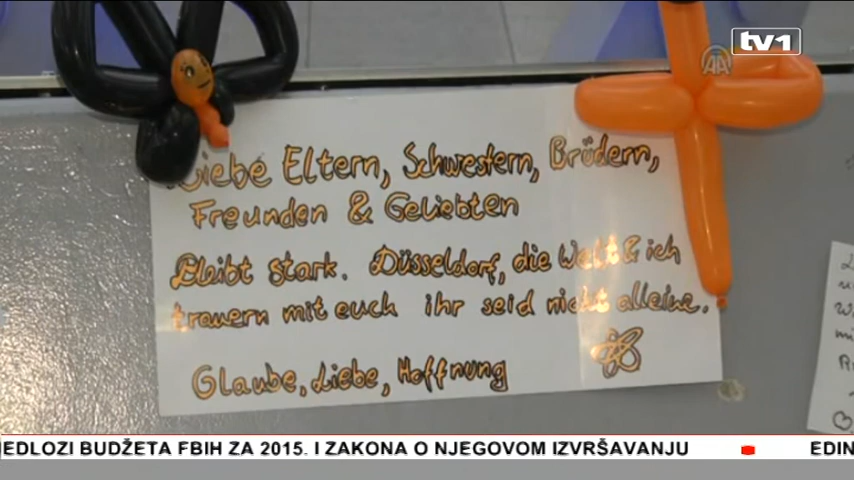 tv1
AA
Liebe Eltern, Schwestern, Brüdern,
Freunden & Geliebten
Bleibt stark. Düsseldorf, die Welt & ich
trauern mit euch ihr seid nicht alleine.
Glaube, Liebe, Hoffnung
EDLOZI BUDŽETA FBIH ZA 2015. I ZAKONA O NJEGOVOM IZVRŠAVANJU EDIN